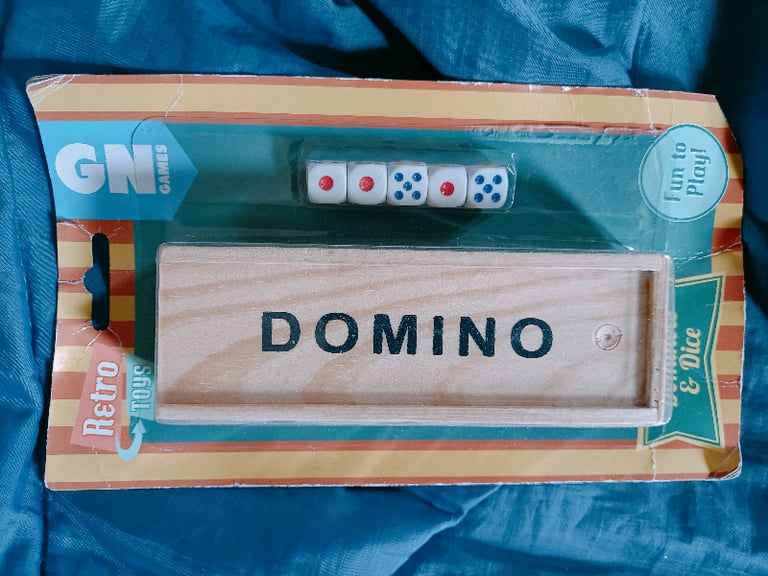 GN
GAMES
Fun to
Play!
DOMINO
& Dice
Retro
TOYS